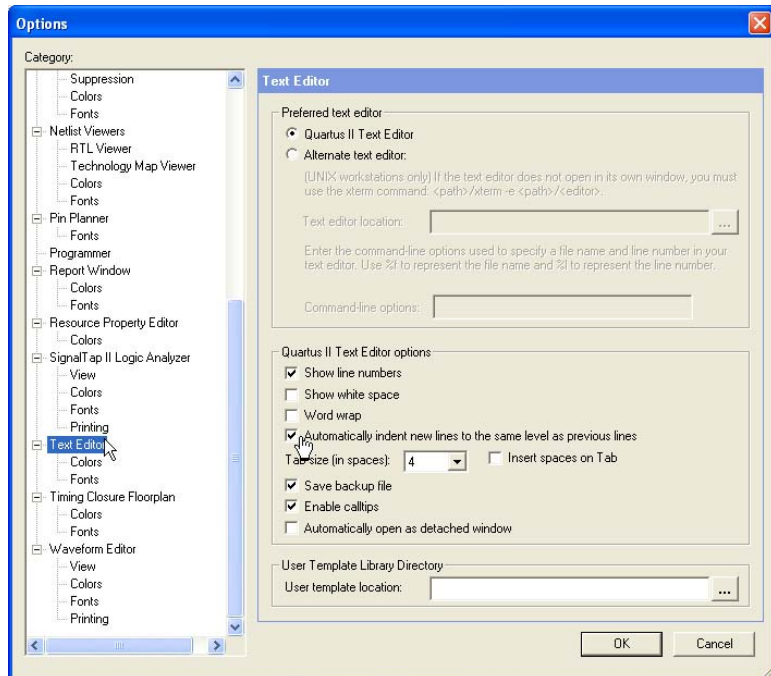 Options
Category:
Suppression
Colors
Fonts
Netlist Viewers
RTL Viewer
Technology Map Viewer
Colors
Fonts
Pin Planner
Fonts
Programmer
Report Window
Colors
Fonts
Resource Property Editor
Colors
SignalTap II Logic Analyzer
View
Colors
Fonts
Printing
Text Editor
Colors
Fonts
Timing Closure Floorplan
Colors
Fonts
Waveform Editor
View
Colors
Fonts
Printing
Text Editor
Preferred text editor
Quartus II Text Editor
Alternate text editor:
(UNIX workstations only) If the text editor does not open in its own window, you must
use the xterm command: <path>/xterm -e <path>/<editor>.
Text editor location:
...
Enter the command-line options used to specify a file name and line number in your
text editor. Use %f to represent the file name and %l to represent the line number.
Command-line options:
Quartus II Text Editor options
Show line numbers
Show white space
Word wrap
Automatically indent new lines to the same level as previous lines
Tab size (in spaces): 4 Insert spaces on Tab
Save backup file
Enable calltips
Automatically open as detached window
User Template Library Directory
User template location: ...
OK Cancel